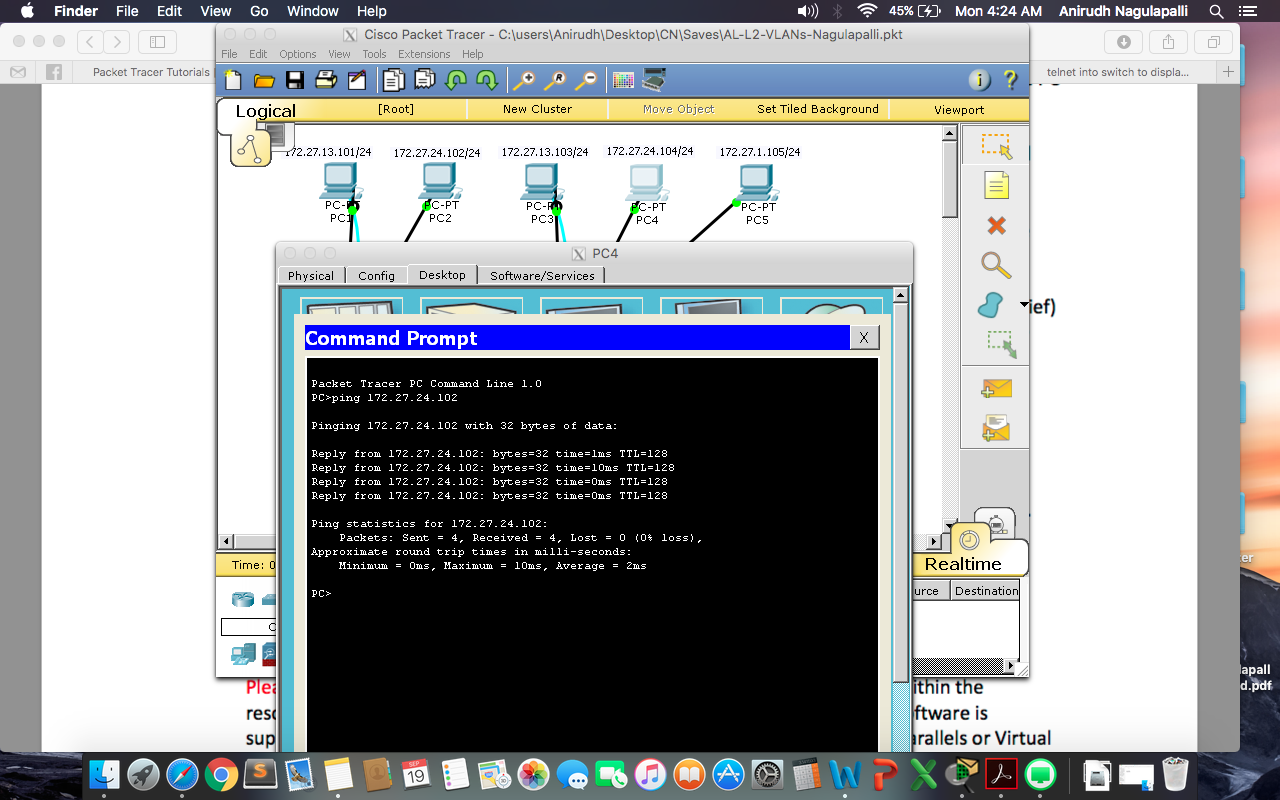 Finder File Edit View Go Window Help 45% Mon 4:24 AM Anirudh Nagulapalli
Cisco Packet Tracer - C:\users\Anirudh\Desktop\CN\Saves\AL-L2-VLANs-Nagulapalli.pkt
File Edit Options View Tools Extensions Help
Packet Tracer Tutorials
telnet into switch to displa...
Logical [Root] New Cluster Move Object Set Tiled Background Viewport
172.27.13.101/24 172.27.24.102/24 172.27.13.103/24 172.27.24.104/24 172.27.1.105/24
PC-PT PC-PT PC-PT PC-PT
PC1 PC2 PC3 PC4 PC5
PC4
Physical Config Desktop Software/Services
ief)
Command Prompt X
Packet Tracer PC Command Line 1.0
PC>ping 172.27.24.102
Pinging 172.27.24.102 with 32 bytes of data:
Reply from 172.27.24.102: bytes=32 time=1ms TTL=128
Reply from 172.27.24.102: bytes=32 time=10ms TTL=128
Reply from 172.27.24.102: bytes=32 time=0ms TTL=128
Reply from 172.27.24.102: bytes=32 time=0ms TTL=128
Ping statistics for 172.27.24.102:
Packets: Sent = 4, Received = 4, Lost = 0 (0% loss),
Approximate round trip times in milli-seconds:
Minimum = 0ms, Maximum = 10ms, Average = 2ms
PC>
Time: 0
Realtime
urce Destination
Plea
ithin the
reso
ftware is
sup
arallels or Virtual
apall
d.pdf
SEP
19